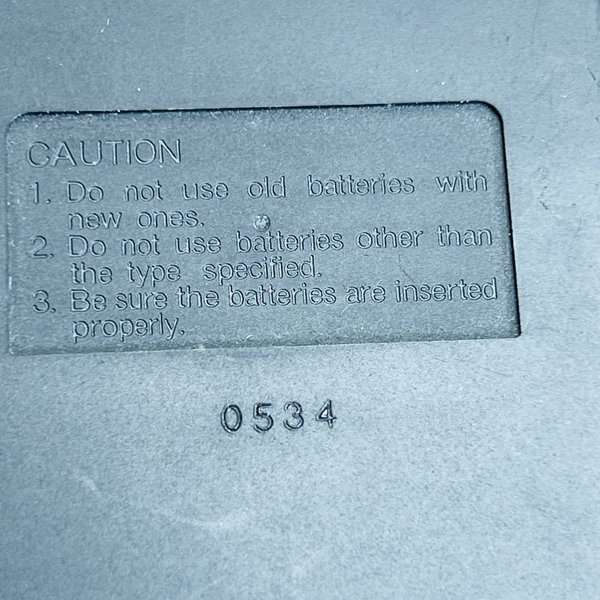 CAUTION
1. Do not use old batteries with
new ones.
2. Do not use batteries other than
the type specified.
3. Be sure the batteries are inserted
properly.
0534